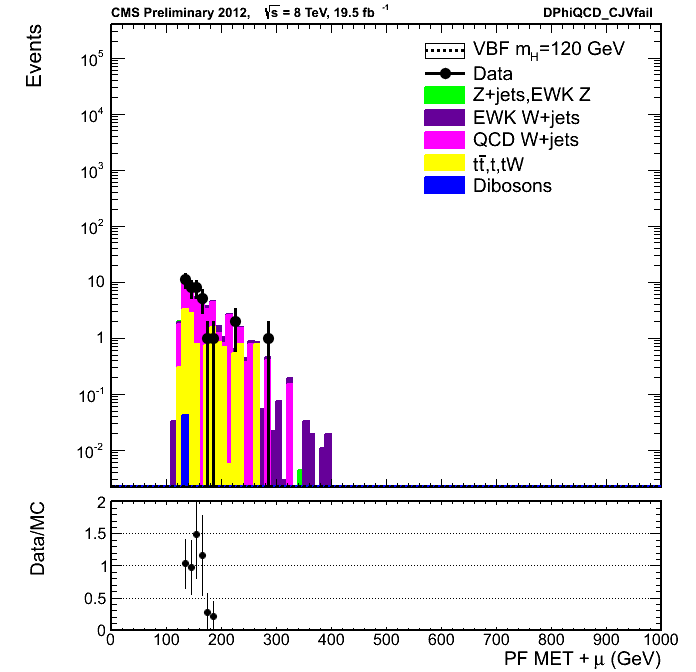 CMS Preliminary 2012, √s = 8 TeV, 19.5 fb⁻¹ DPhiQCD_CJVfail
Events
10⁵
10⁴
10³
10²
10
1
10⁻¹
10⁻²
VBF m_H=120 GeV
Data
Z+jets,EWK Z
EWK W+jets
QCD W+jets
tt̄,t,tW
Dibosons
Data/MC
2
1.5
1
0.5
0
0 100 200 300 400 500 600 700 800 900 1000
PF MET + μ (GeV)